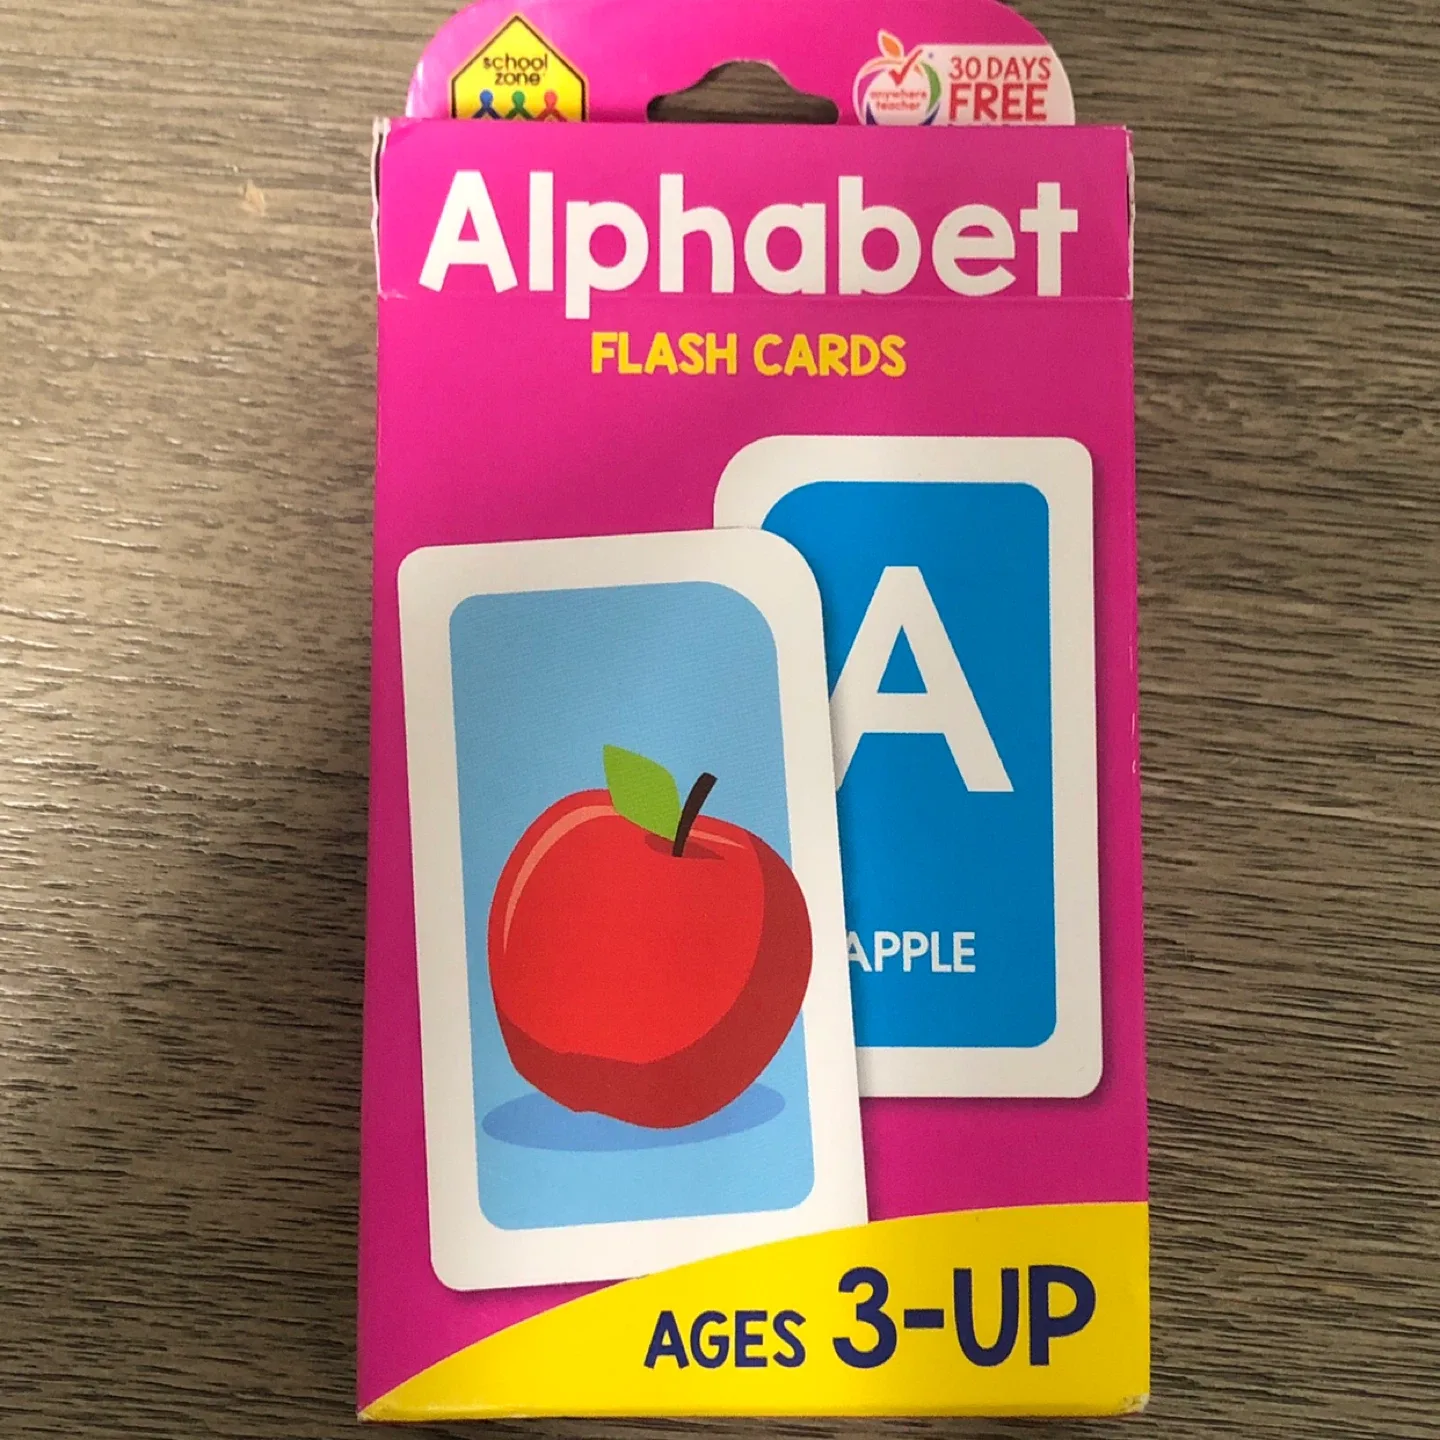 school
zone
anywhere
teacher
30 DAYS
FREE
Alphabet
FLASH CARDS
A
APPLE
AGES 3-UP